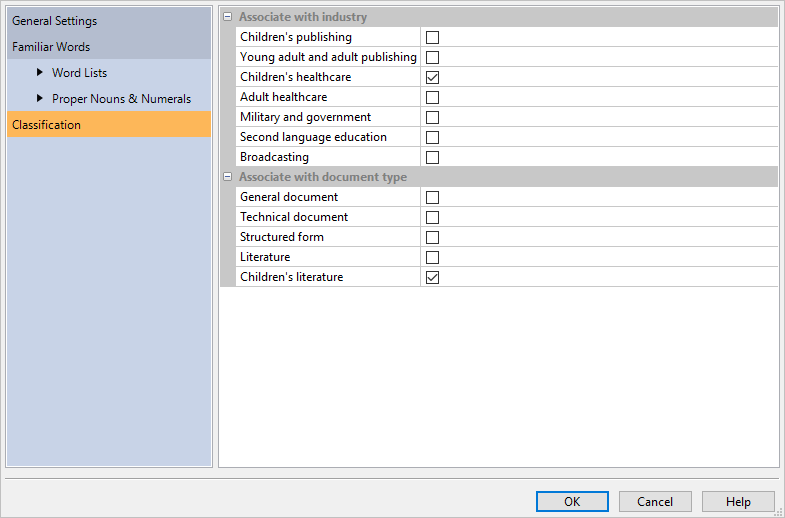 General Settings
Familiar Words
Word Lists
Proper Nouns & Numerals
Classification
Associate with industry
Children's publishing
Young adult and adult publishing
Children's healthcare
Adult healthcare
Military and government
Second language education
Broadcasting
Associate with document type
General document
Technical document
Structured form
Literature
Children's literature
OK
Cancel
Help